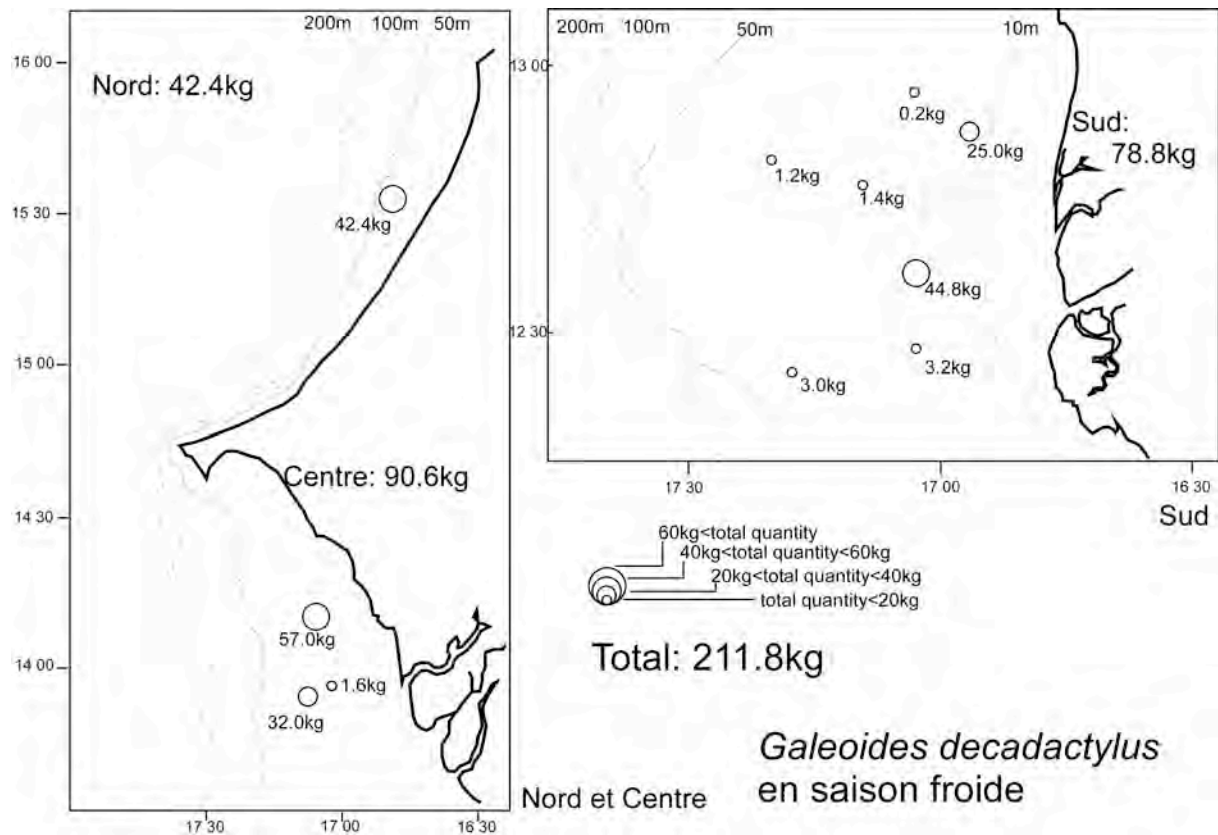 200m 100m 50m
16 00
Nord: 42.4kg
15 30
42.4kg
15 00
Centre: 90.6kg
14 30
57.0kg
14 00
1.6kg
32.0kg
17 30 17 00 16 30
Nord et Centre
200m 100m 50m 10m
13 00
0.2kg
Sud:
78.8kg
25.0kg
1.2kg
1.4kg
44.8kg
12 30
3.2kg
3.0kg
17 30 17 00 16 30
Sud
60kg<total quantity
40kg<total quantity<60kg
20kg<total quantity<40kg
total quantity<20kg
Total: 211.8kg
Galeoides decadactylus
en saison froide